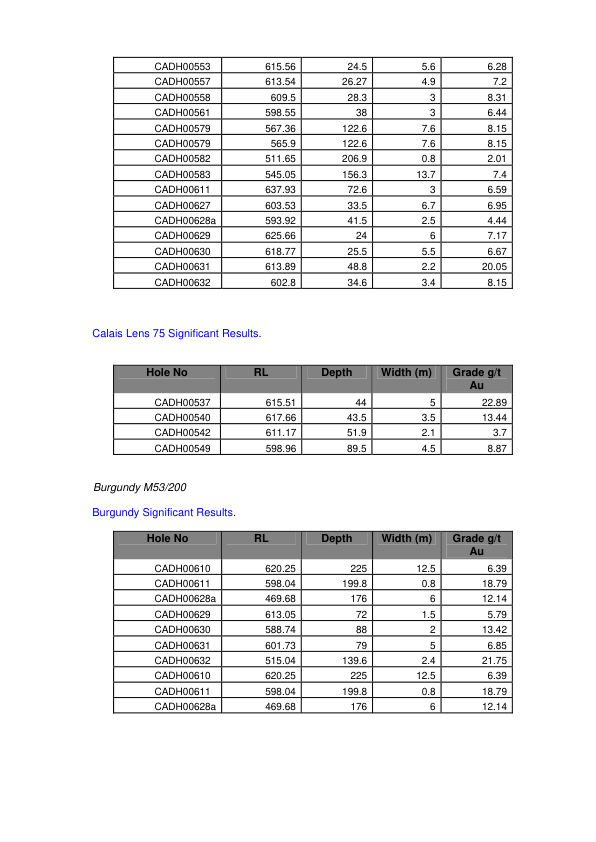 CADH00553 615.56 24.5 5.6 6.28
CADH00557 613.54 26.27 4.9 7.2
CADH00558 609.5 28.3 3 8.31
CADH00561 598.55 38 3 6.44
CADH00579 567.36 122.6 7.6 8.15
CADH00579 565.9 122.6 7.6 8.15
CADH00582 511.65 206.9 0.8 2.01
CADH00583 545.05 156.3 13.7 7.4
CADH00611 637.93 72.6 3 6.59
CADH00627 603.53 33.5 6.7 6.95
CADH00628a 593.92 41.5 2.5 4.44
CADH00629 625.66 24 6 7.17
CADH00630 618.77 25.5 5.5 6.67
CADH00631 613.89 48.8 2.2 20.05
CADH00632 602.8 34.6 3.4 8.15
Calais Lens 75 Significant Results.
Hole No RL Depth Width (m) Grade g/t
Au
CADH00537 615.51 44 5 22.89
CADH00540 617.66 43.5 3.5 13.44
CADH00542 611.17 51.9 2.1 3.7
CADH00549 598.96 89.5 4.5 8.87
Burgundy M53/200
Burgundy Significant Results.
Hole No RL Depth Width (m) Grade g/t
Au
CADH00610 620.25 225 12.5 6.39
CADH00611 598.04 199.8 0.8 18.79
CADH00628a 469.68 176 6 12.14
CADH00629 613.05 72 1.5 5.79
CADH00630 588.74 88 2 13.42
CADH00631 601.73 79 5 6.85
CADH00632 515.04 139.6 2.4 21.75
CADH00610 620.25 225 12.5 6.39
CADH00611 598.04 199.8 0.8 18.79
CADH00628a 469.68 176 6 12.14